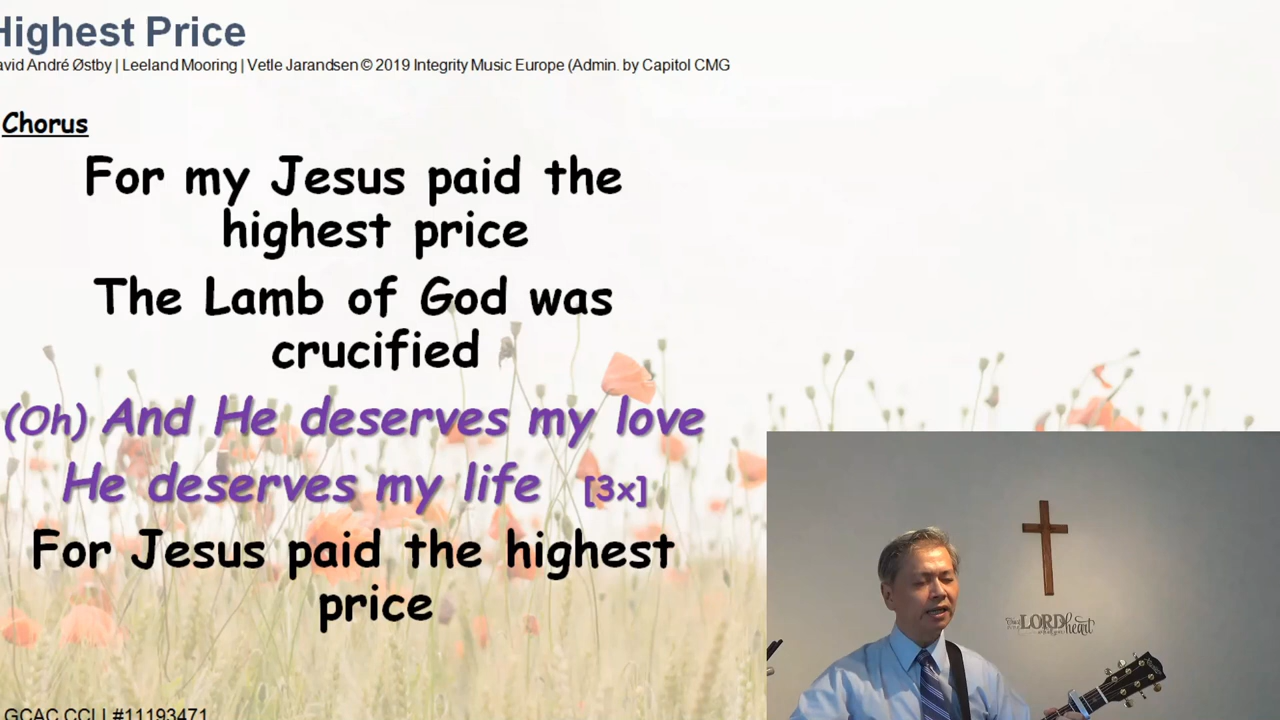 Highest Price
avid André Østby | Leeland Mooring | Vetle Jarandsen © 2019 Integrity Music Europe (Admin. by Capitol CMG
Chorus
For my Jesus paid the
highest price
The Lamb of God was
crucified
(Oh) And He deserves my love
He deserves my life [3x]
For Jesus paid the highest
price
LORD
heart
GCAC CCLI #11193471